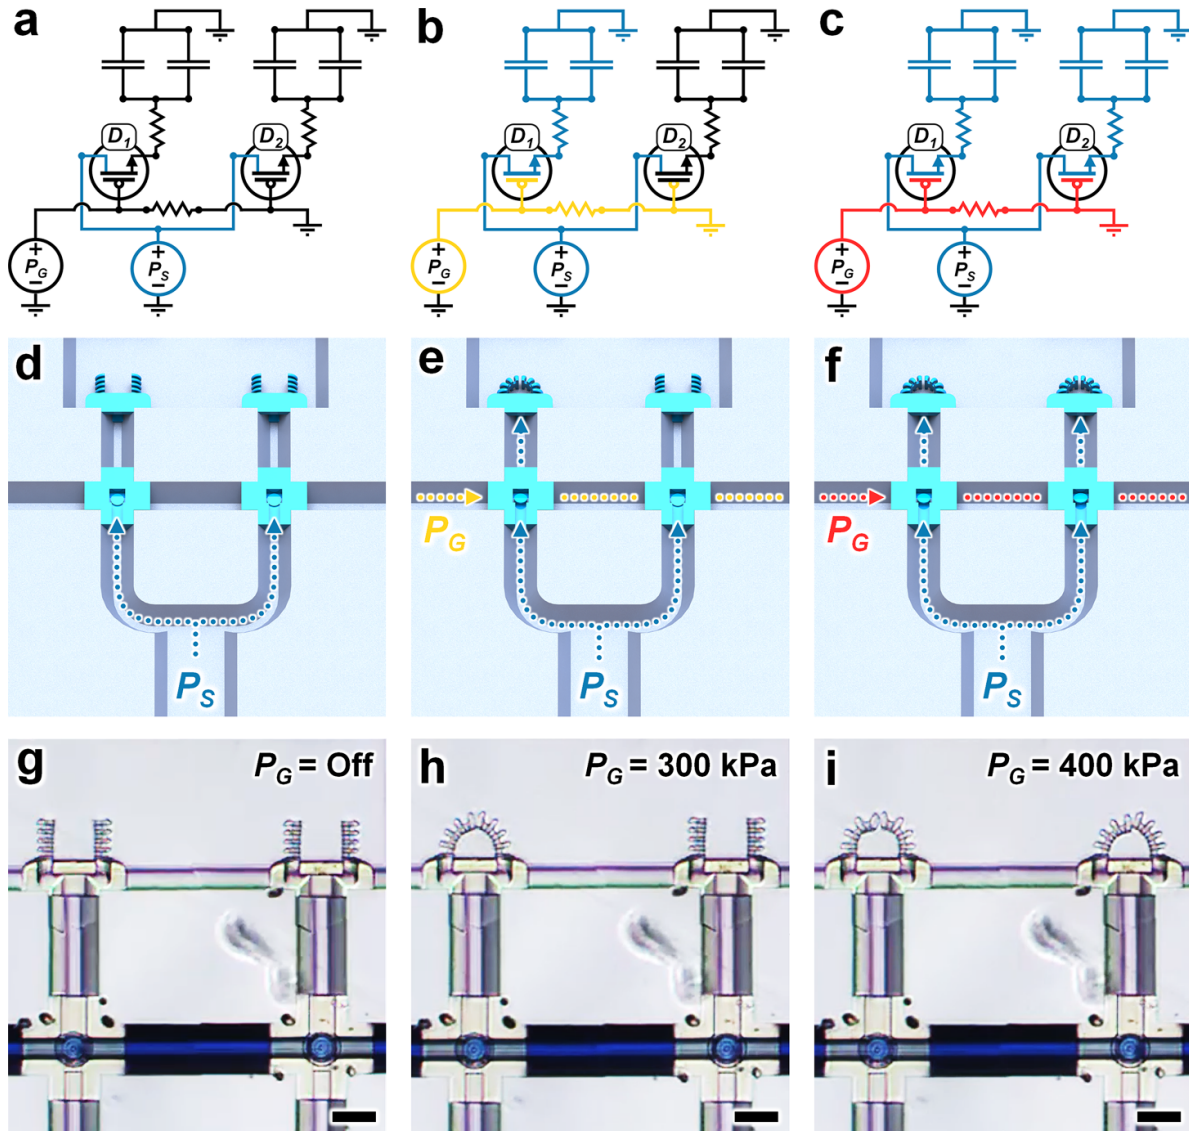 a
D1
D2
+
PG
−
+
PS
−
b
D1
D2
+
PG
−
+
PS
−
c
D1
D2
+
PG
−
+
PS
−
d
PS
e
PG
PS
f
PG
PS
g
PG = Off
h
PG = 300 kPa
i
PG = 400 kPa